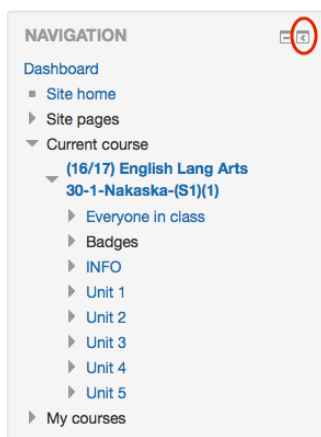 NAVIGATION
Dashboard
Site home
Site pages
Current course
(16/17) English Lang Arts
30-1-Nakaska-(S1)(1)
Everyone in class
Badges
INFO
Unit 1
Unit 2
Unit 3
Unit 4
Unit 5
My courses